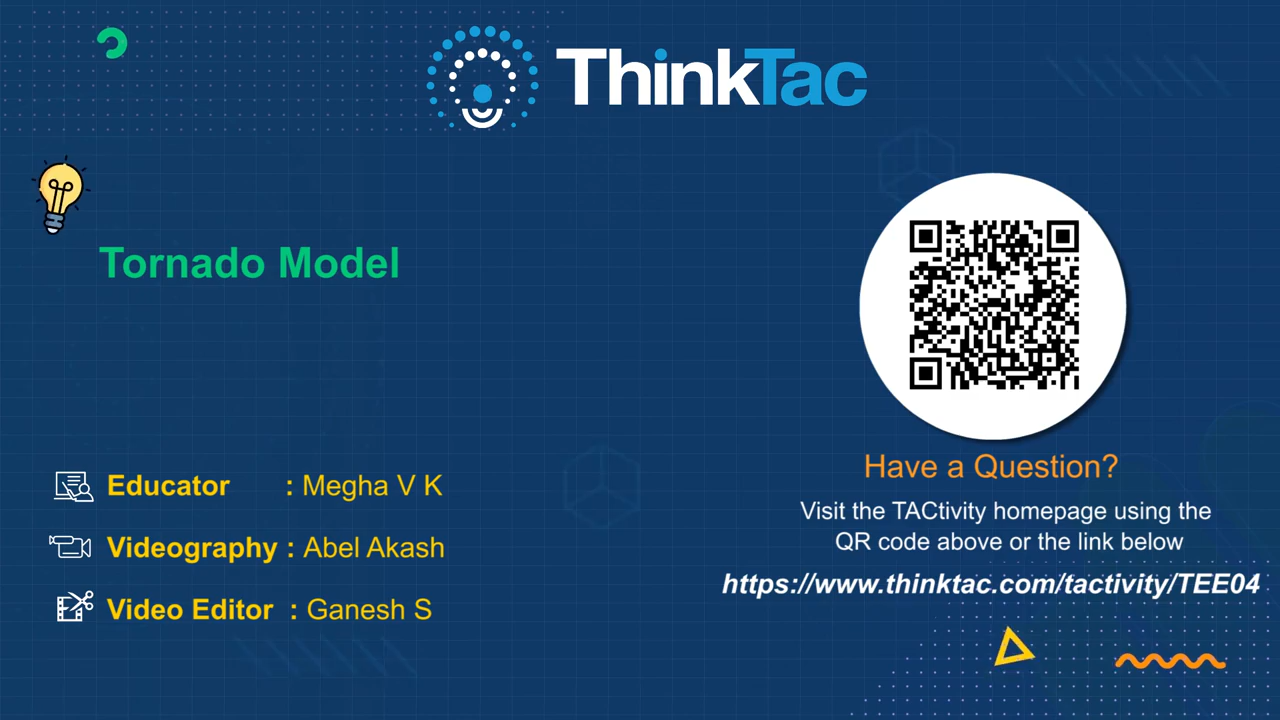 ThinkTac
Tornado Model
Educator : Megha V K
Videography : Abel Akash
Video Editor : Ganesh S
Have a Question?
Visit the TACtivity homepage using the
QR code above or the link below
https://www.thinktac.com/tactivity/TEE04